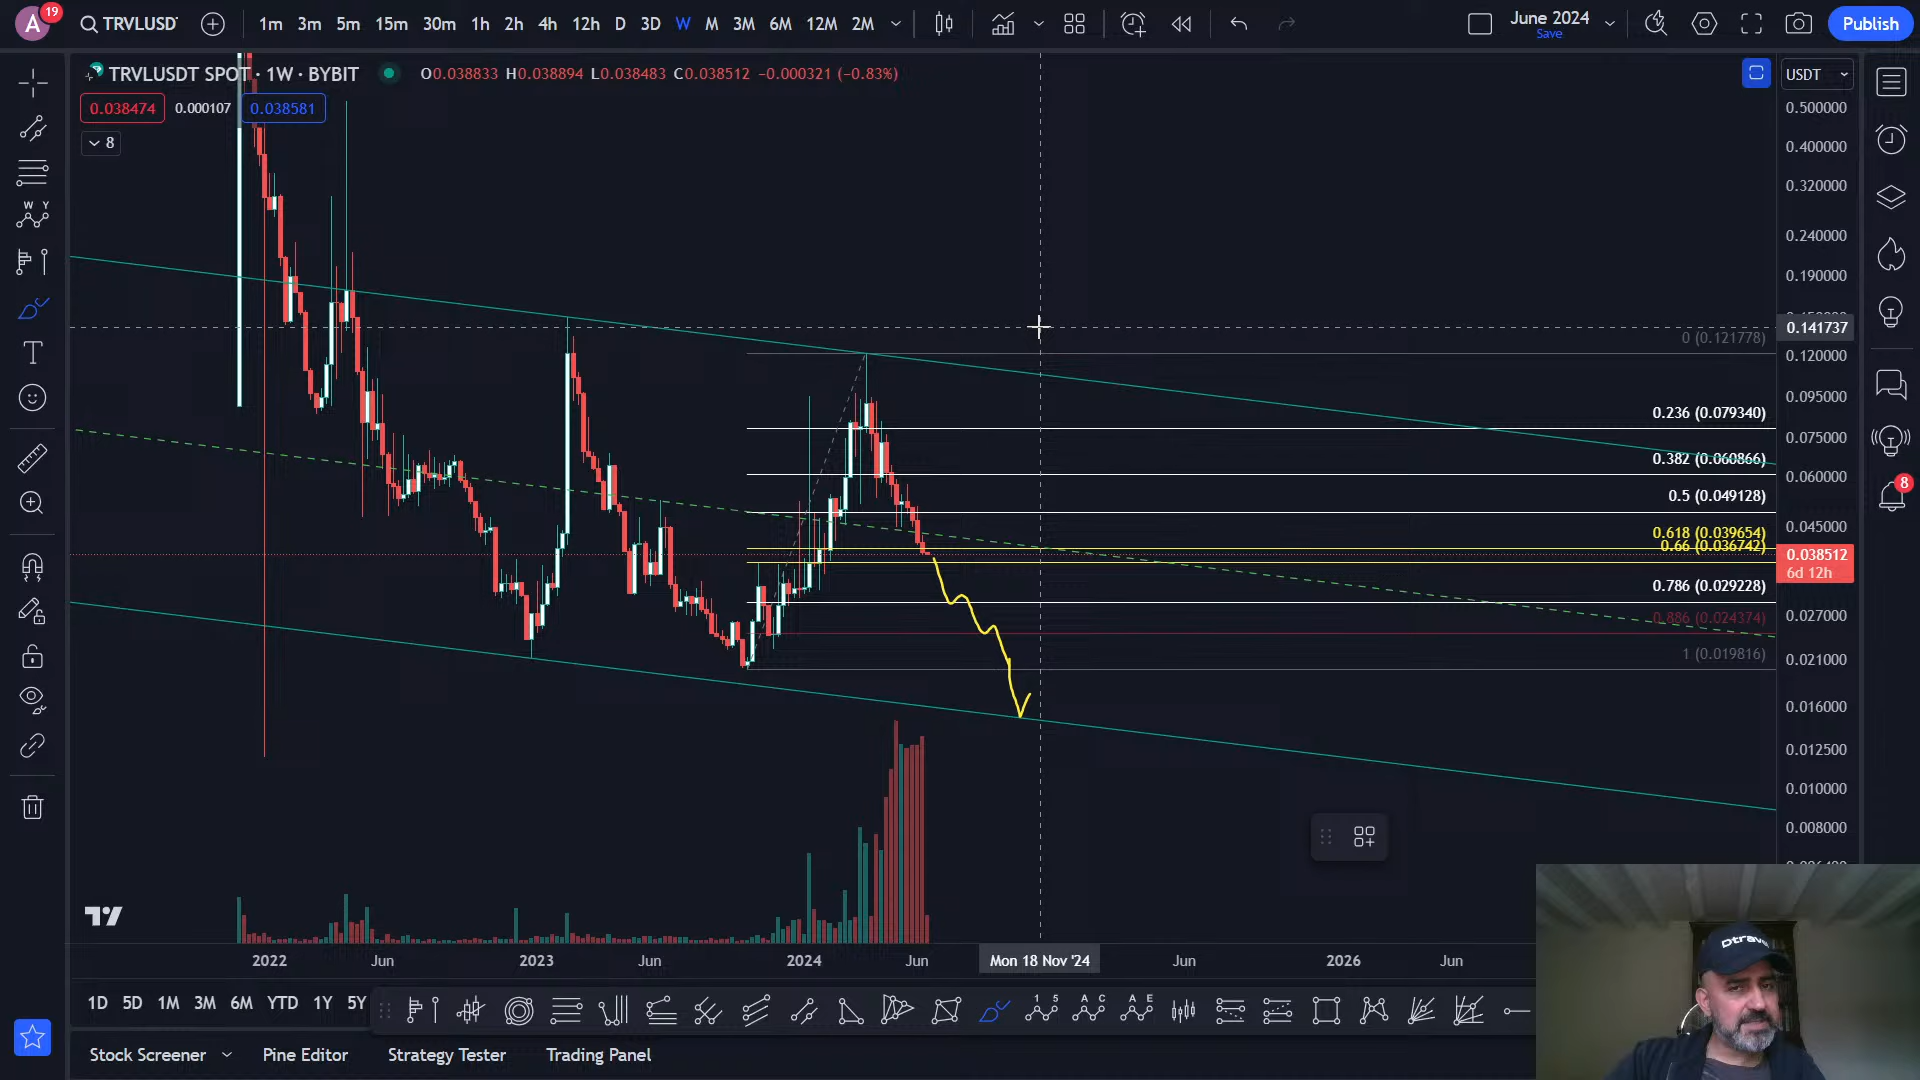 A
19
TRVLUSDT
1m 3m 5m 15m 30m 1h 2h 4h 12h D 3D W M 3M 6M 12M 2M
June 2024
Save
Publish
TRVLUSDT SPOT · 1W · BYBIT
O0.038833 H0.038894 L0.038483 C0.038512 −0.000321 (−0.83%)
USDT
0.038474
0.000107
0.038581
8
W Y
0.500000
0.400000
0.320000
0.240000
0.190000
0.141737
0 (0.121778)
0.120000
0.095000
0.236 (0.079340)
0.075000
0.382 (0.060866)
0.060000
0.5 (0.049128)
0.045000
0.618 (0.039654)
0.66 (0.036742)
0.038512
6d 12h
0.786 (0.029228)
0.886 (0.024374)
0.027000
1 (0.019816)
0.021000
0.016000
0.012500
0.010000
0.008000
8
2022 Jun 2023 Jun 2024 Jun Mon 18 Nov '24 Jun 2026 Jun
1D 5D 1M 3M 6M YTD 1Y 5Y
1 5
A C
A E
Stock Screener
Pine Editor
Strategy Tester
Trading Panel